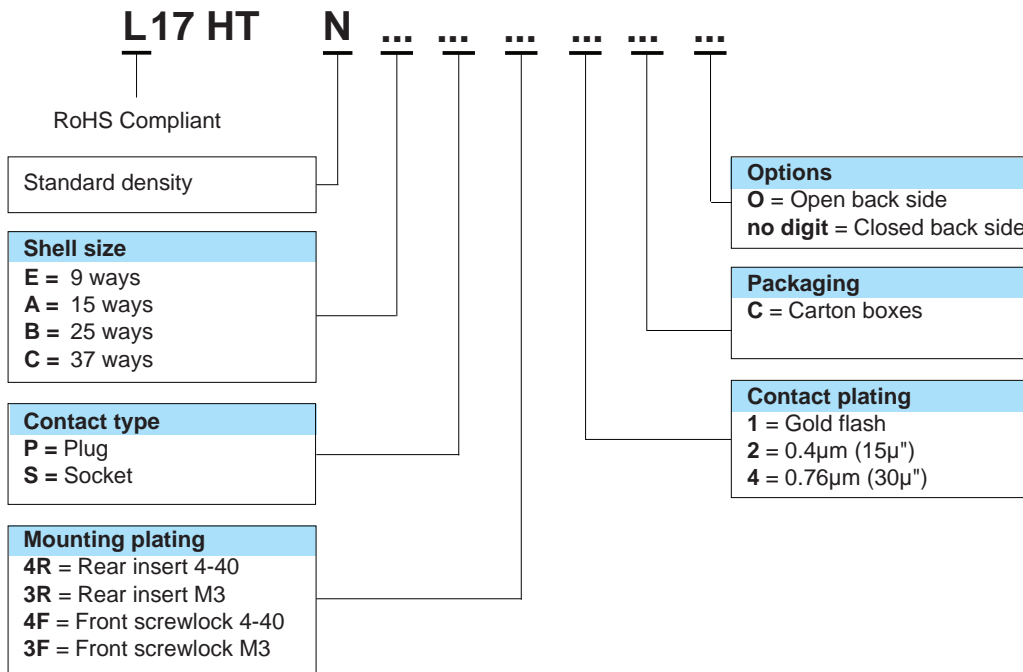 L17 HT N ... ... ... ... ... ...
RoHS Compliant
Standard density
Shell size
E = 9 ways
A = 15 ways
B = 25 ways
C = 37 ways
Contact type
P = Plug
S = Socket
Mounting plating
4R = Rear insert 4-40
3R = Rear insert M3
4F = Front screwlock 4-40
3F = Front screwlock M3
Options
O = Open back side
no digit = Closed back side
Packaging
C = Carton boxes
Contact plating
1 = Gold flash
2 = 0.4µm (15µ")
4 = 0.76µm (30µ")